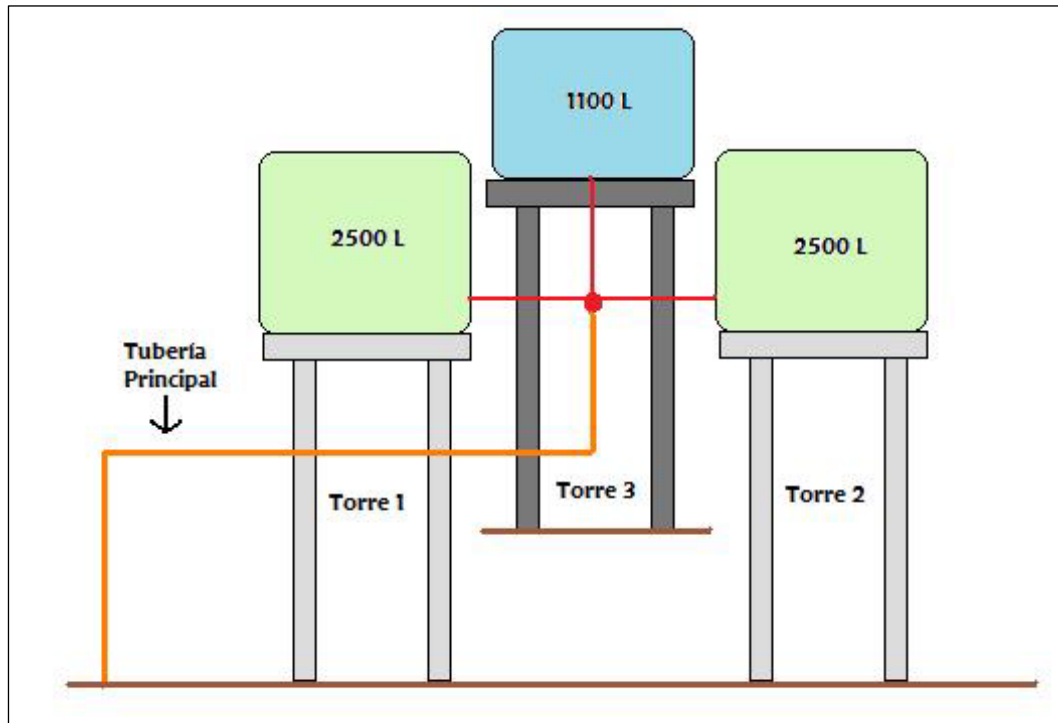 1100 L
2500 L
2500 L
Tubería
Principal
Torre 1
Torre 3
Torre 2